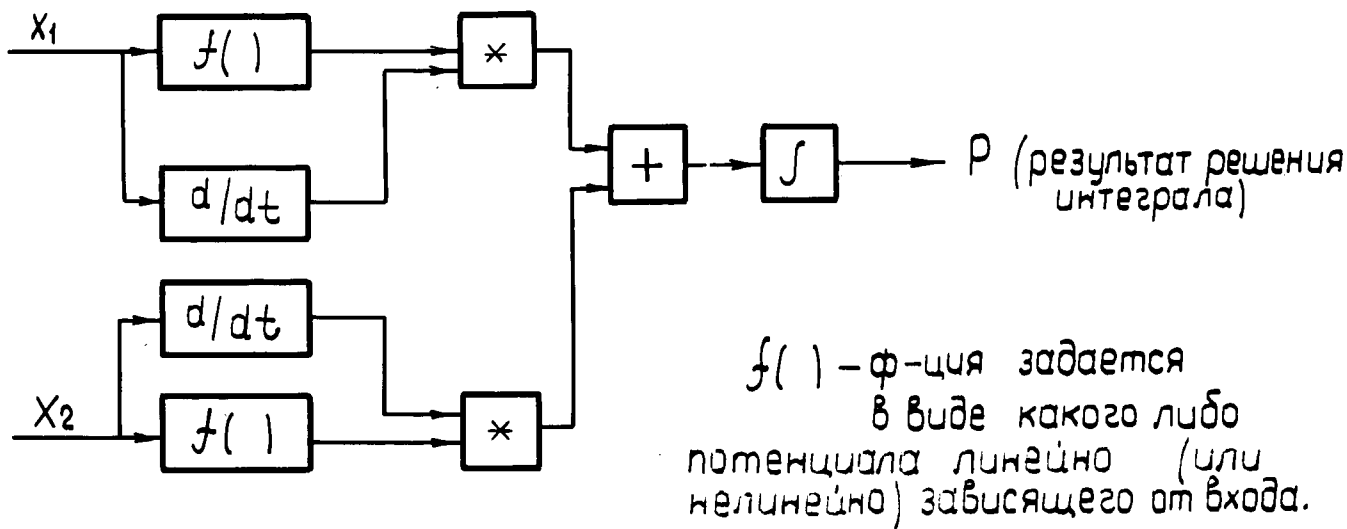 X1
f( )
*
d/dt
+
∫
P (результат решения
интеграла)
d/dt
X2
f( )
*
f( ) – ф-ция задается
в виде какого либо
потенциала линейно (или
нелинейно) зависящего от входа.